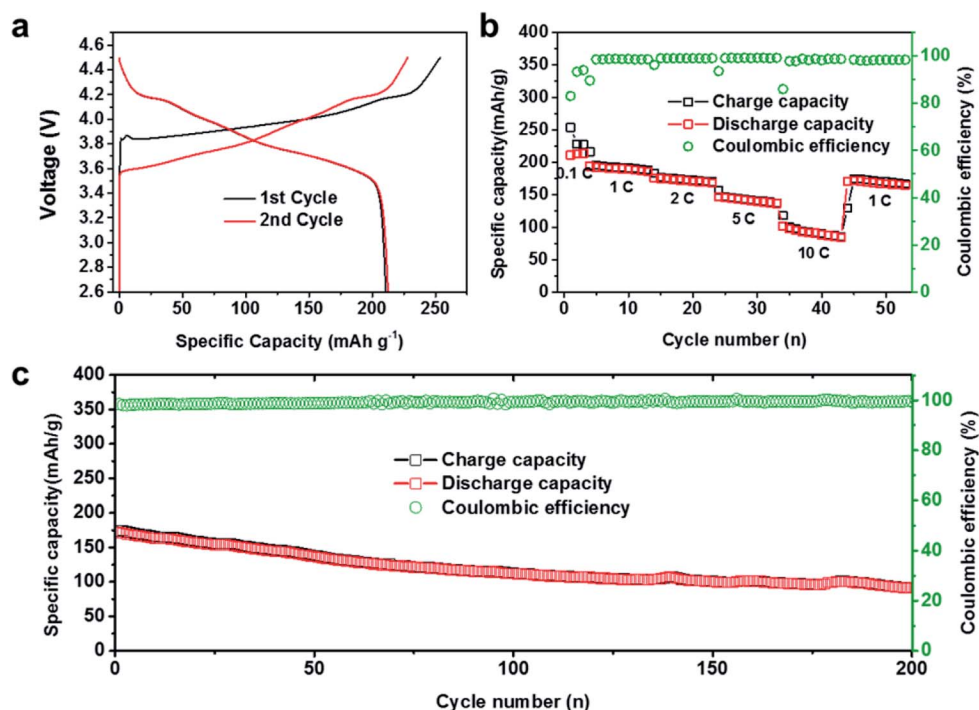 a
4.6
4.4
4.2
4.0
3.8
3.6
3.4
3.2
3.0
2.8
2.6
Voltage (V)
1st Cycle
2nd Cycle
0 50 100 150 200 250
Specific Capacity (mAh g-1)
b
400
350
300
250
200
150
100
50
0
Specific capacity(mAh/g)
Charge capacity
Discharge capacity
Coulombic efficiency
0.1 C
1 C
2 C
5 C
10 C
1 C
100
80
60
40
20
0
Coulombic efficiency (%)
0 10 20 30 40 50
Cycle number (n)
c
400
350
300
250
200
150
100
50
0
Specific capacity(mAh/g)
Charge capacity
Discharge capacity
Coulombic efficiency
100
80
60
40
20
0
Coulombic efficiency (%)
0 50 100 150 200
Cycle number (n)